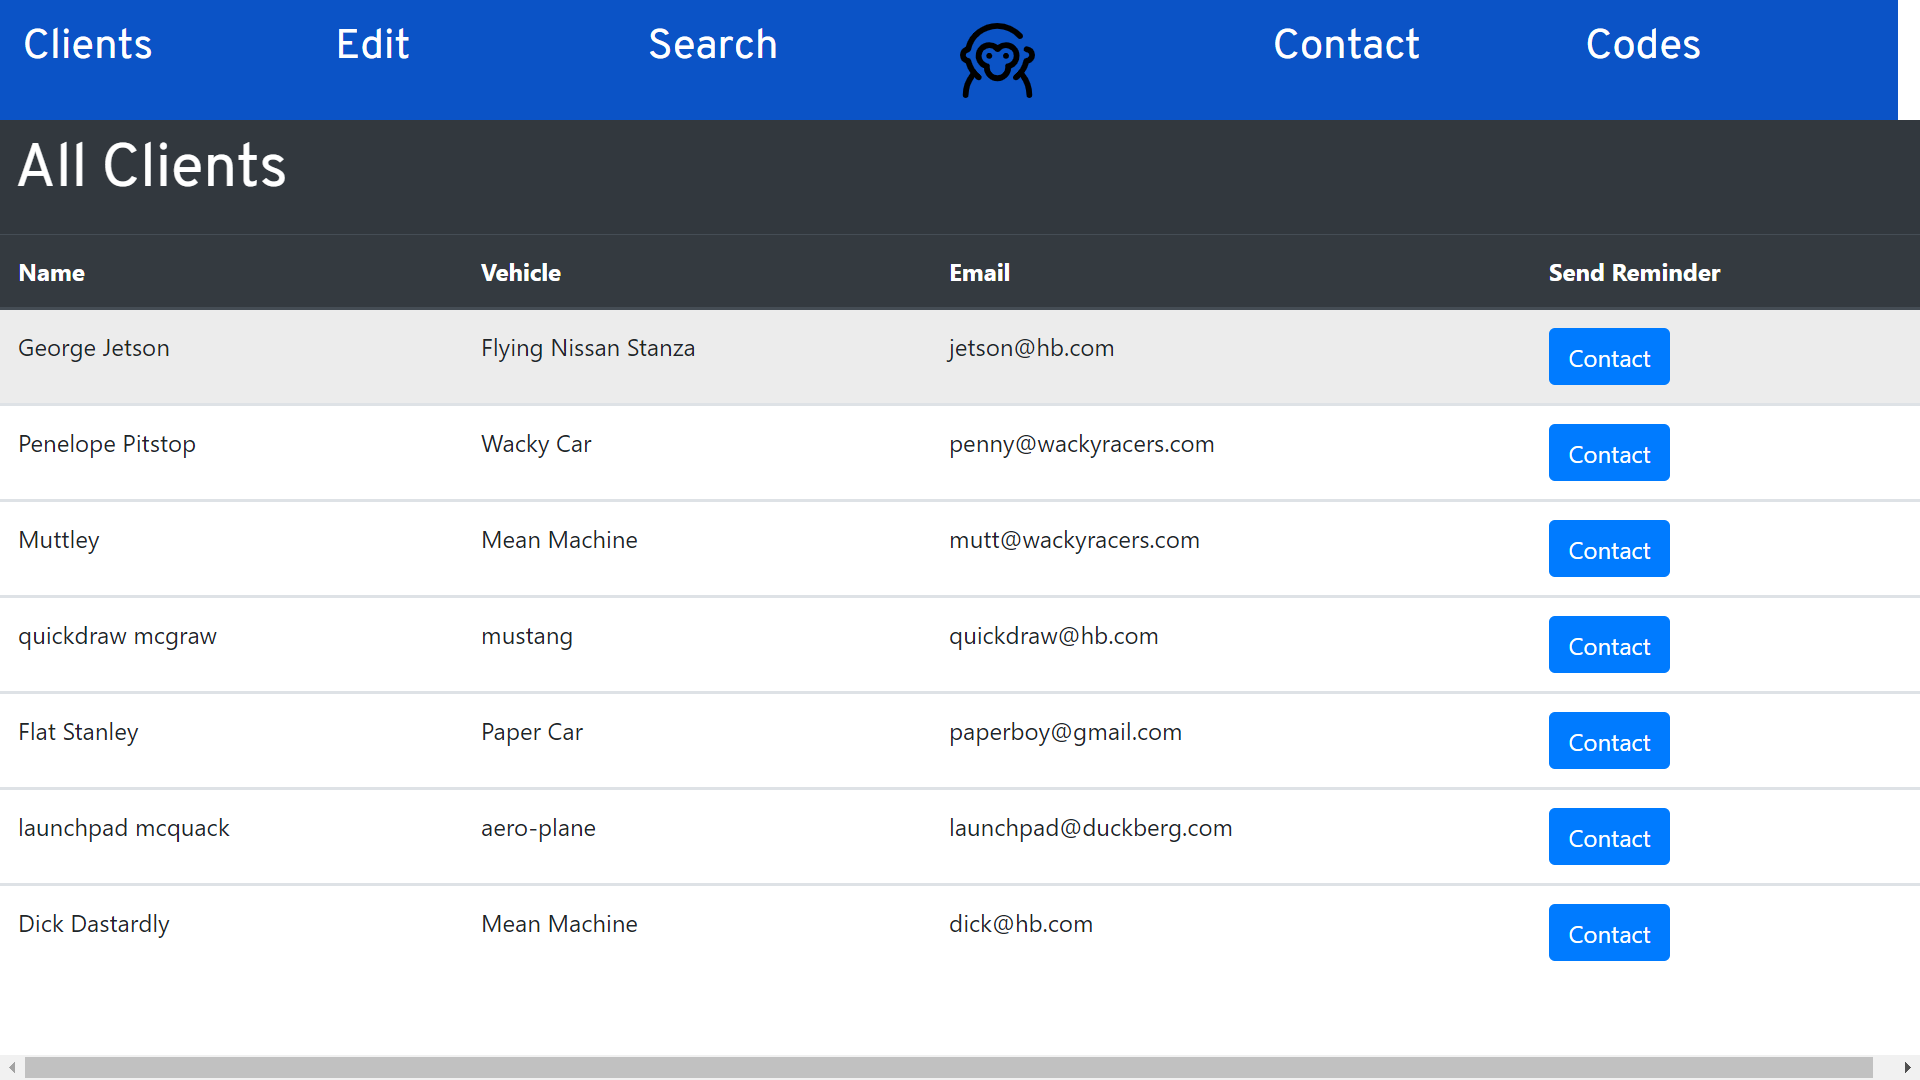 Clients Edit Search Contact Codes
All Clients
Name Vehicle Email Send Reminder
George Jetson Flying Nissan Stanza jetson@hb.com Contact
Penelope Pitstop Wacky Car penny@wackyracers.com Contact
Muttley Mean Machine mutt@wackyracers.com Contact
quickdraw mcgraw mustang quickdraw@hb.com Contact
Flat Stanley Paper Car paperboy@gmail.com Contact
launchpad mcquack aero-plane launchpad@duckberg.com Contact
Dick Dastardly Mean Machine dick@hb.com Contact